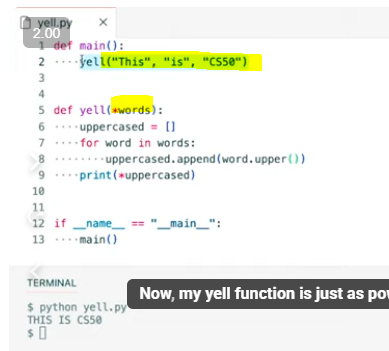 yell.py ×
2.00
1 def main():
2 ····yell("This", "is", "CS50")
3
4
5 def yell(*words):
6 ····uppercased = []
7 ····for word in words:
8 ········uppercased.append(word.upper())
9 ····print(*uppercased)
10
11
12 if __name__ == "__main__":
13 ····main()
TERMINAL
Now, my yell function is just as po
$ python yell.py
THIS IS CS50
$